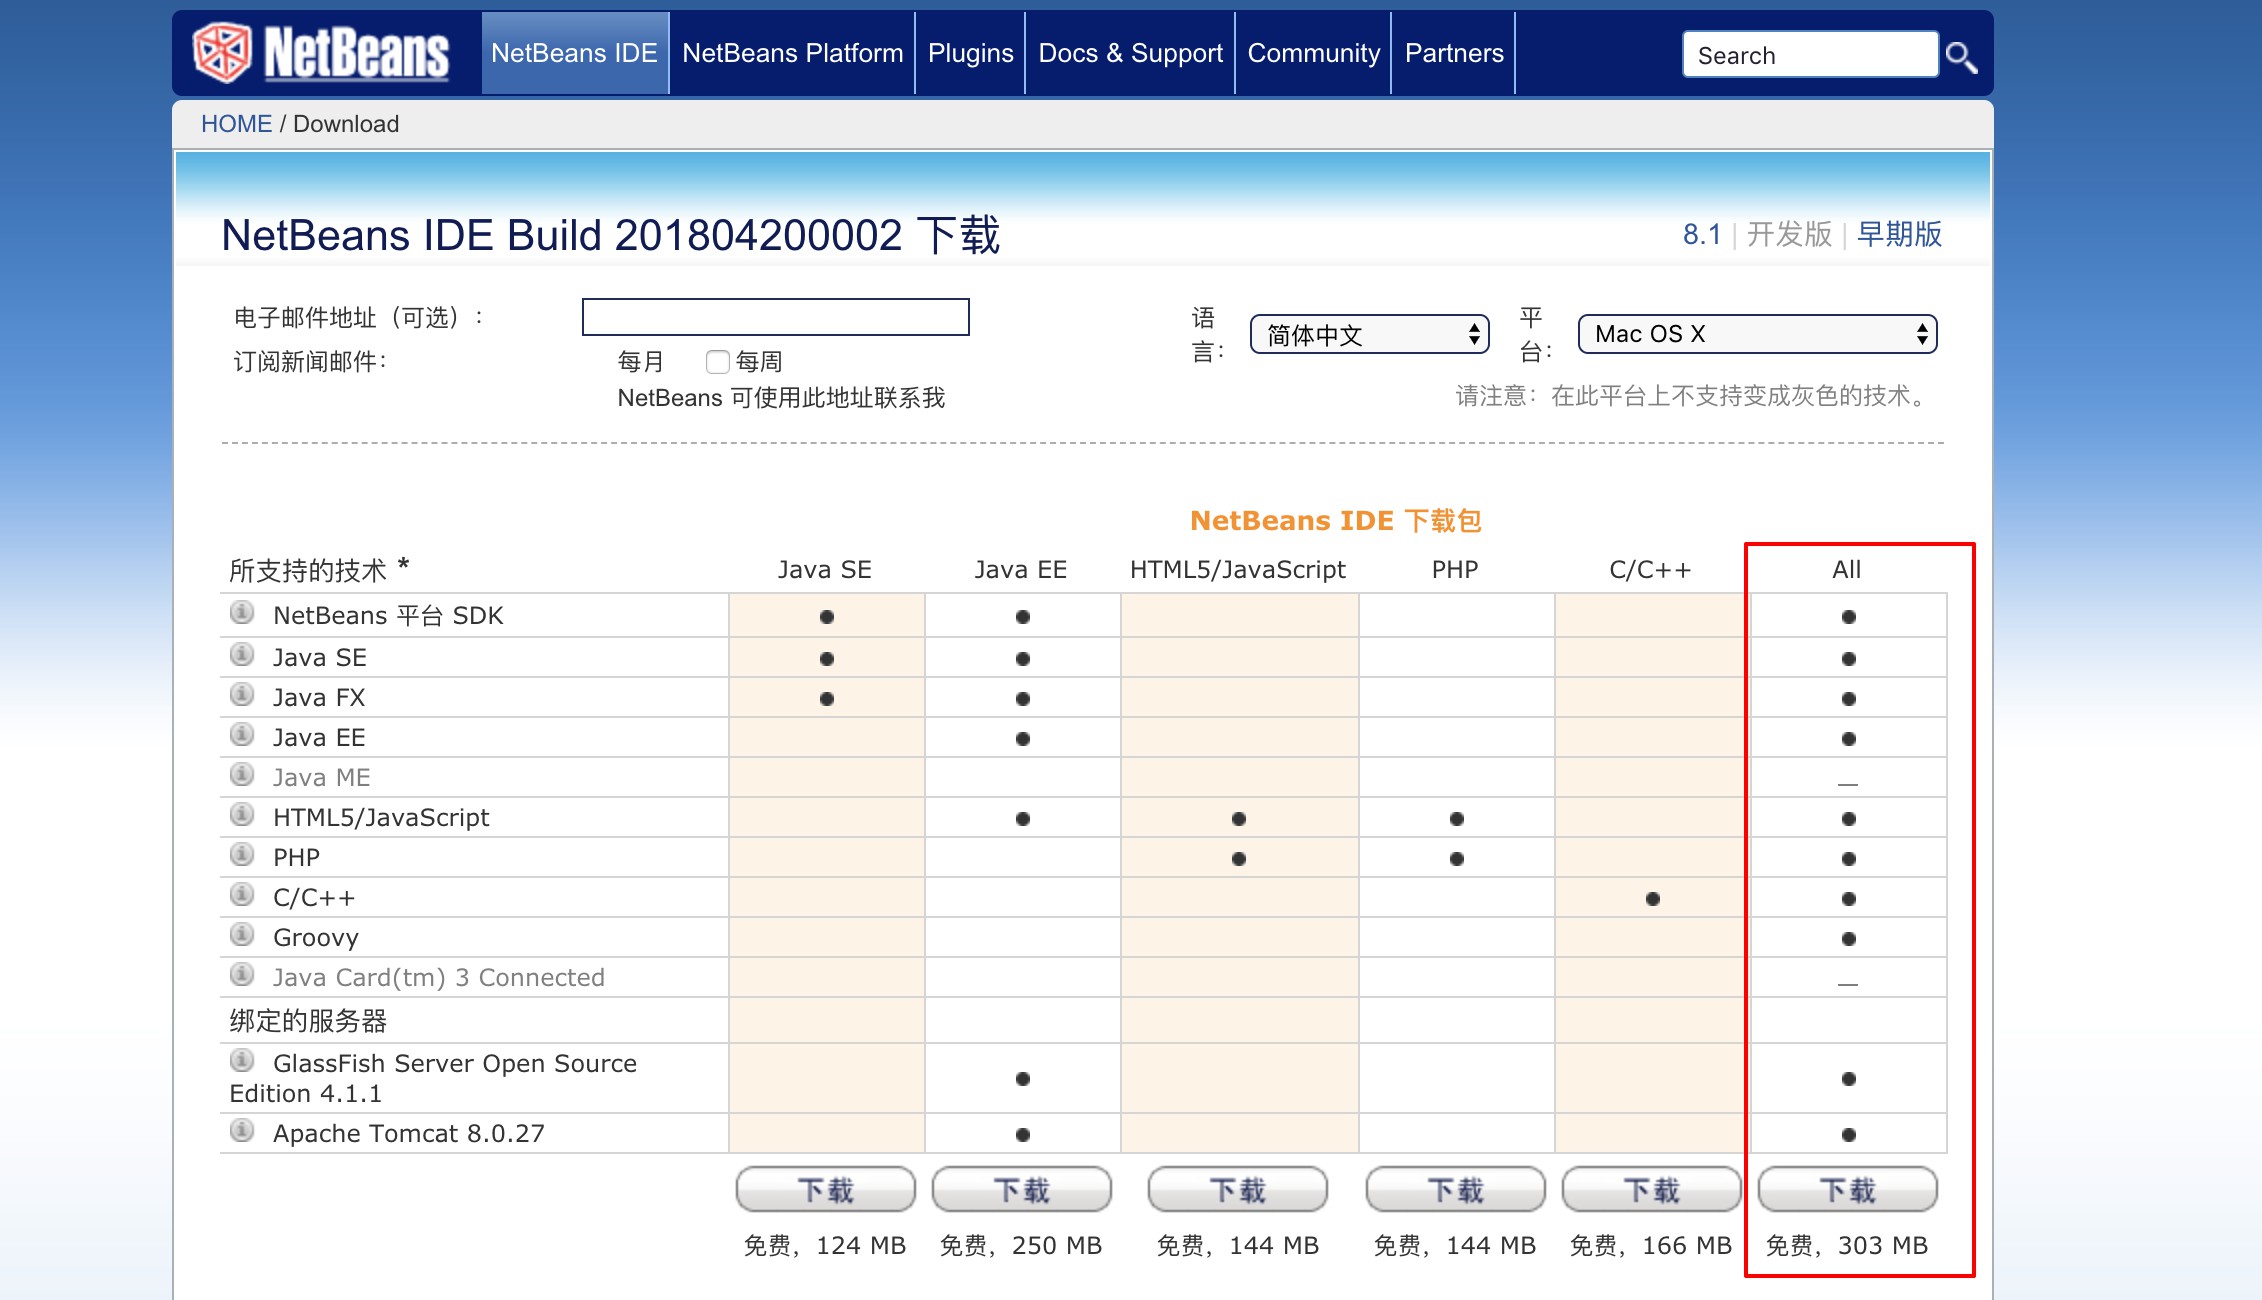 NetBeans
NetBeans IDE NetBeans Platform Plugins Docs & Support Community Partners Search
HOME / Download
NetBeans IDE Build 201804200002 下载
8.1 | 开发版 | 早期版
电子邮件地址（可选）：
订阅新闻邮件：
每月 每周
NetBeans 可使用此地址联系我
语言： 简体中文 平台： Mac OS X
请注意：在此平台上不支持变成灰色的技术。
NetBeans IDE 下载包
所支持的技术 * Java SE Java EE HTML5/JavaScript PHP C/C++ All
NetBeans 平台 SDK ● ● ●
Java SE ● ● ●
Java FX ● ● ●
Java EE ● ●
Java ME —
HTML5/JavaScript ● ● ● ●
PHP ● ● ●
C/C++ ● ●
Groovy ●
Java Card(tm) 3 Connected —
绑定的服务器
GlassFish Server Open Source
Edition 4.1.1 ● ●
Apache Tomcat 8.0.27 ● ●
下载 下载 下载 下载 下载 下载
免费，124 MB 免费，250 MB 免费，144 MB 免费，144 MB 免费，166 MB 免费，303 MB